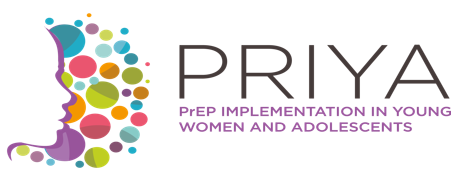 PRIYA
PrEP IMPLEMENTATION IN YOUNG
WOMEN AND ADOLESCENTS